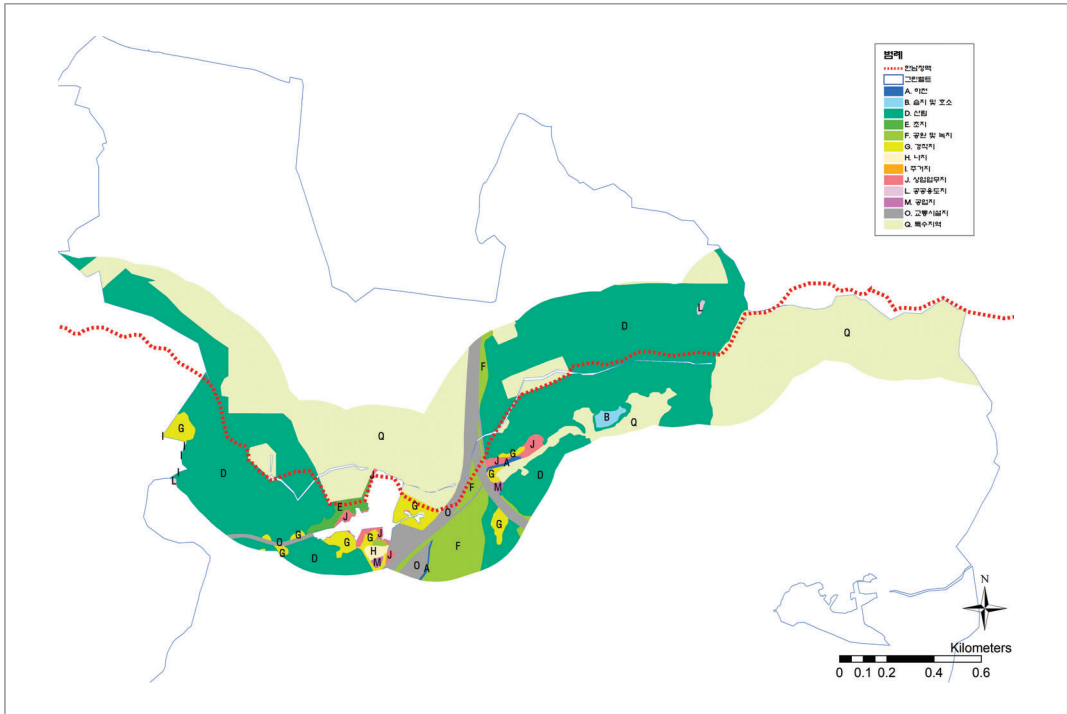 범례
한남정맥
그린벨트
A. 하천
B. 습지 및 호소
D. 산림
E. 초지
F. 공원 및 녹지
G. 경작지
H. 나지
I. 주거지
J. 상업업무지
L. 공공용도지
M. 공업지
O. 교통시설지
Q. 특수지역
L
D
Q
F
B
Q
G
I
I
I
I
L
D
Q
J
G
J
J
A
G
D
M
F
E
J
G
O
G
G
O
G
G
J
G
H
M
J
D
F
O
A
N
Kilometers
0 0.1 0.2 0.4 0.6